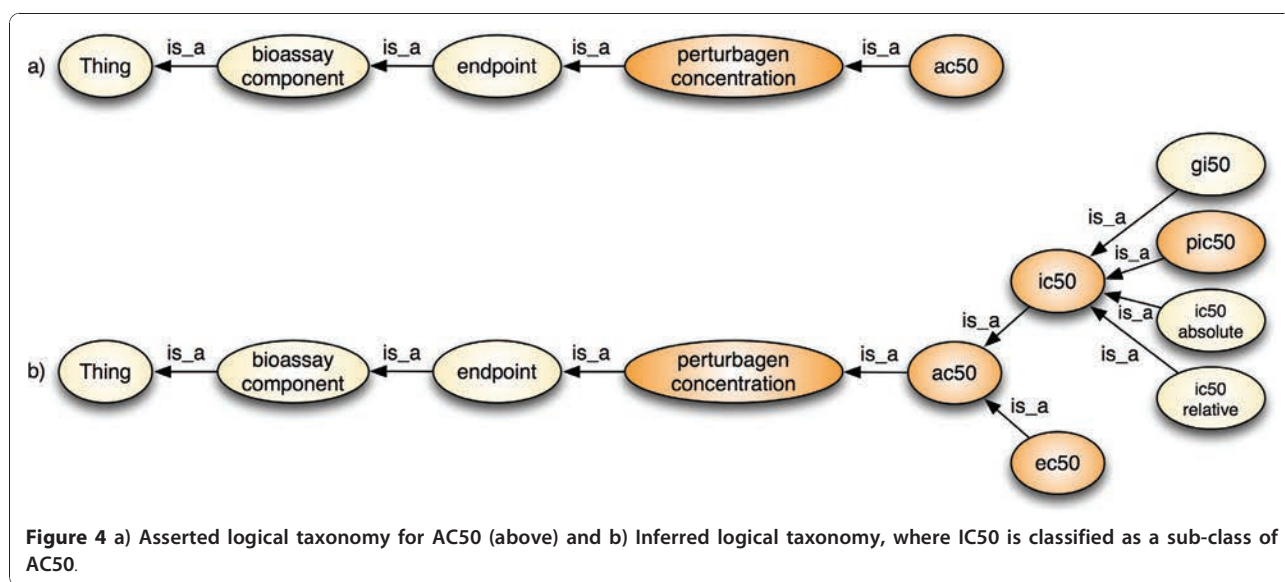 a) Thing is_a bioassay component is_a endpoint is_a perturbagen concentration is_a ac50
gi50
is_a
pic50
is_a
ic50
is_a
ic50 absolute
is_a
is_a
ic50 relative
b) Thing is_a bioassay component is_a endpoint is_a perturbagen concentration is_a ac50
is_a
ec50
Figure 4 a) Asserted logical taxonomy for AC50 (above) and b) Inferred logical taxonomy, where IC50 is classified as a sub-class of
AC50.